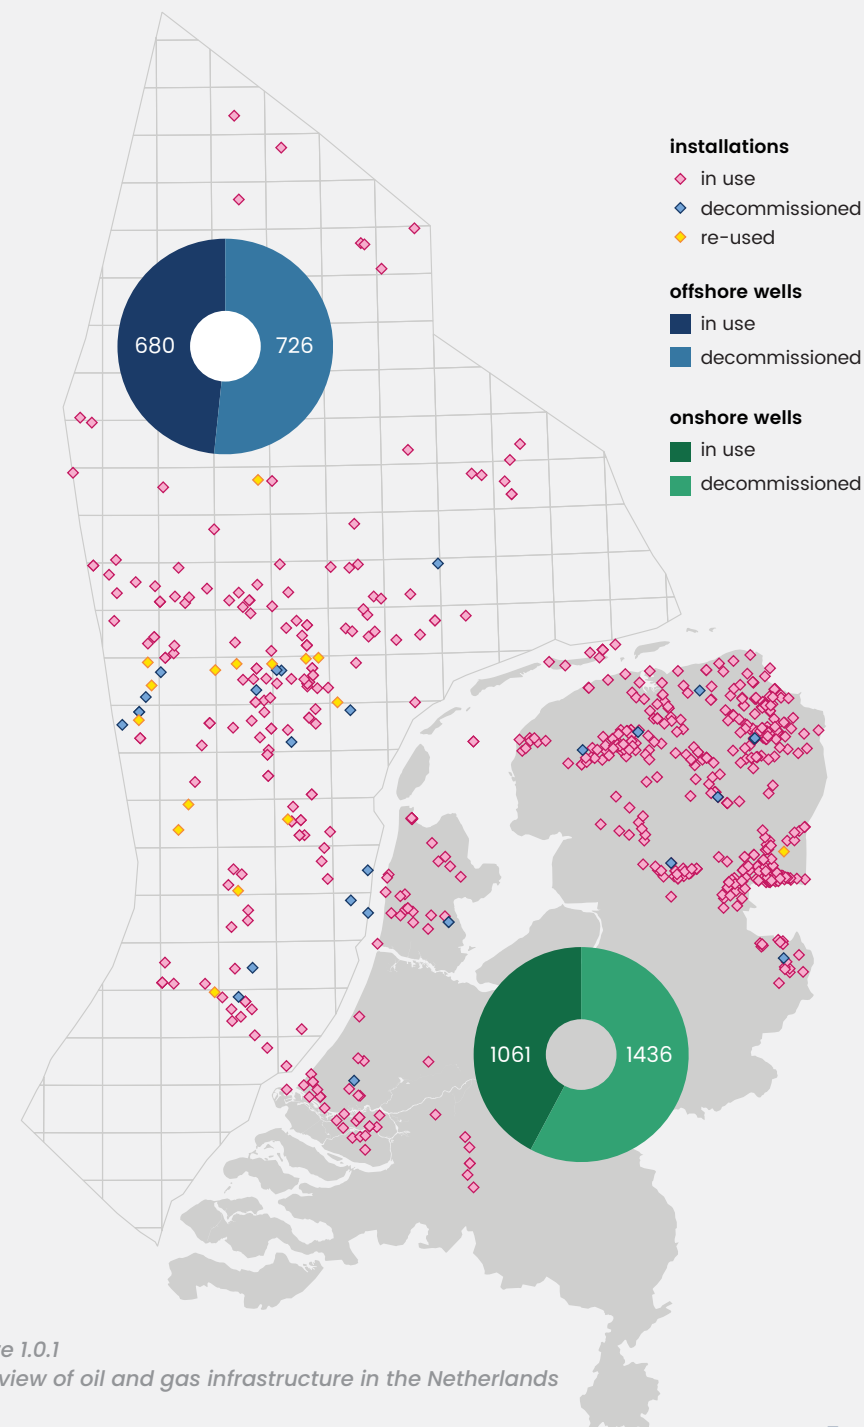 installations
in use
decommissioned
re-used
offshore wells
in use
decommissioned
onshore wells
in use
decommissioned
680
726
1061
1436
1.0.1
of oil and gas infrastructure in the Netherlands